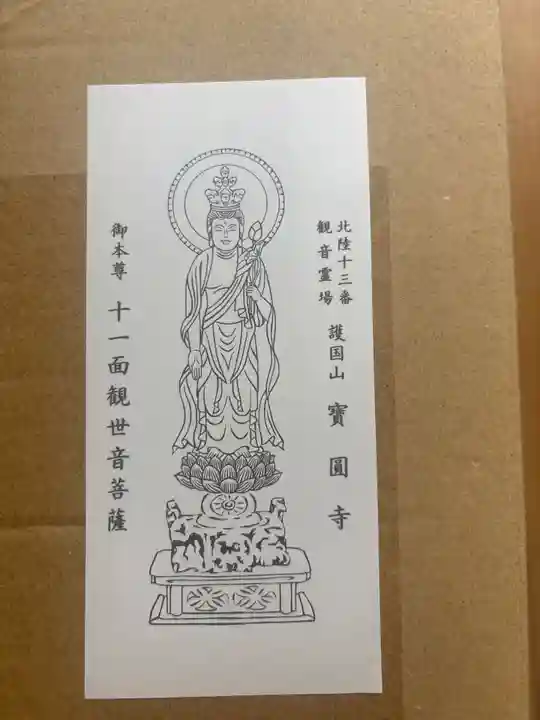 北陸十三番
観音霊場
護国山 寳圓寺
御本尊 十一面観世音菩薩